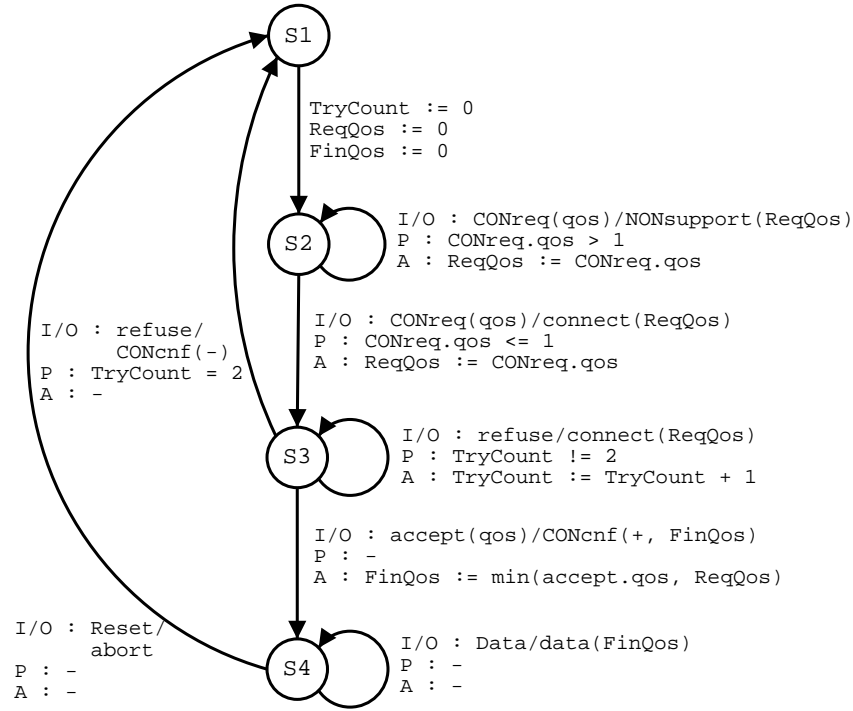 S1
TryCount := 0
ReqQos := 0
FinQos := 0
S2
I/O : CONreq(qos)/NONsupport(ReqQos)
P : CONreq.qos > 1
A : ReqQos := CONreq.qos
I/O : CONreq(qos)/connect(ReqQos)
P : CONreq.qos <= 1
A : ReqQos := CONreq.qos
I/O : refuse/
CONcnf(-)
P : TryCount = 2
A : -
S3
I/O : refuse/connect(ReqQos)
P : TryCount != 2
A : TryCount := TryCount + 1
I/O : accept(qos)/CONcnf(+, FinQos)
P : -
A : FinQos := min(accept.qos, ReqQos)
I/O : Reset/
abort
P : -
A : -
S4
I/O : Data/data(FinQos)
P : -
A : -